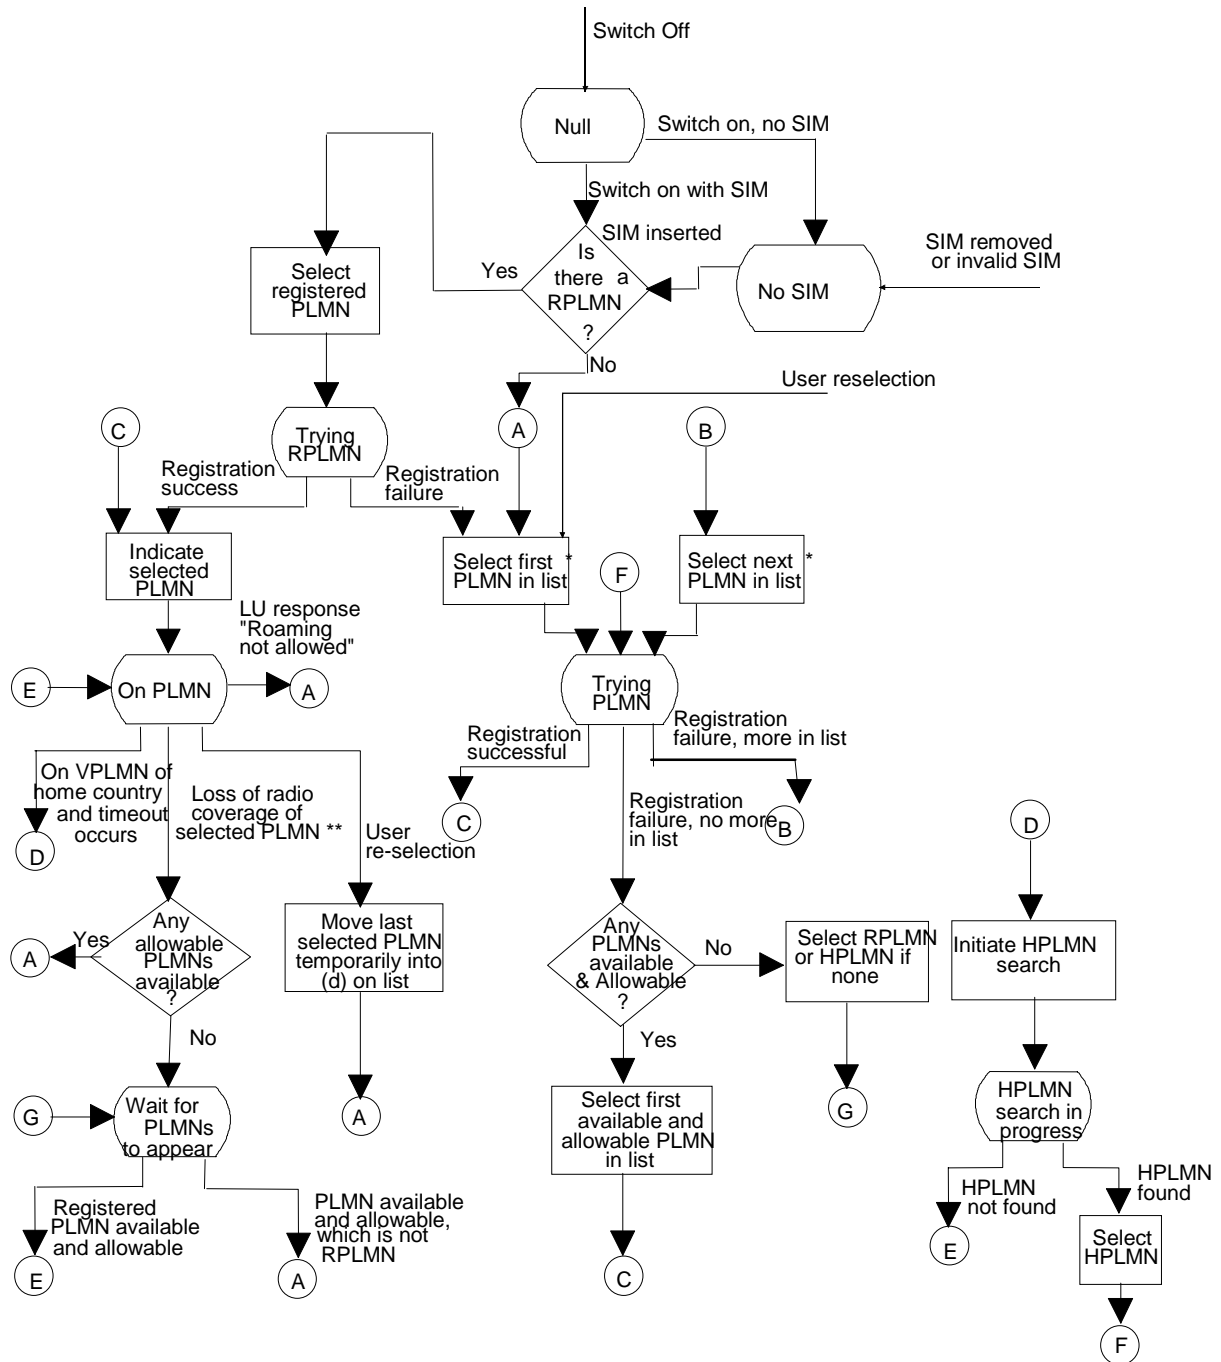 Switch Off
Null
Switch on, no SIM
Switch on with SIM
SIM inserted
Is
there a
RPLMN
?
Yes
No
No SIM
SIM removed
or invalid SIM
Select
registered
PLMN
User reselection
C
Trying
RPLMN
A
B
Registration
success
Registration
failure
Indicate
selected
PLMN
Select first *
PLMN in list
F
Select next *
PLMN in list
LU response
"Roaming
not allowed"
E
On PLMN
A
Trying
PLMN
Registration
successful
Registration
failure, more in list
On VPLMN of
home country
and timeout
occurs
Loss of radio
coverage of
selected PLMN **
User
re-selection
D
C
Registration
failure, no more
in list
B
D
Any
allowable
PLMNs
available
?
Yes
A
No
Move last
selected PLMN
temporarily into
(d) on list
Any
PLMNs
available
& Allowable
?
No
Yes
Select RPLMN
or HPLMN if
none
Initiate HPLMN
search
G
Wait for
PLMNs
to appear
A
Select first
available and
allowable PLMN
in list
G
HPLMN
search in
progress
Registered
PLMN available
and allowable
PLMN available
and allowable,
which is not
RPLMN
HPLMN
not found
HPLMN
found
E
A
C
E
Select
HPLMN
F